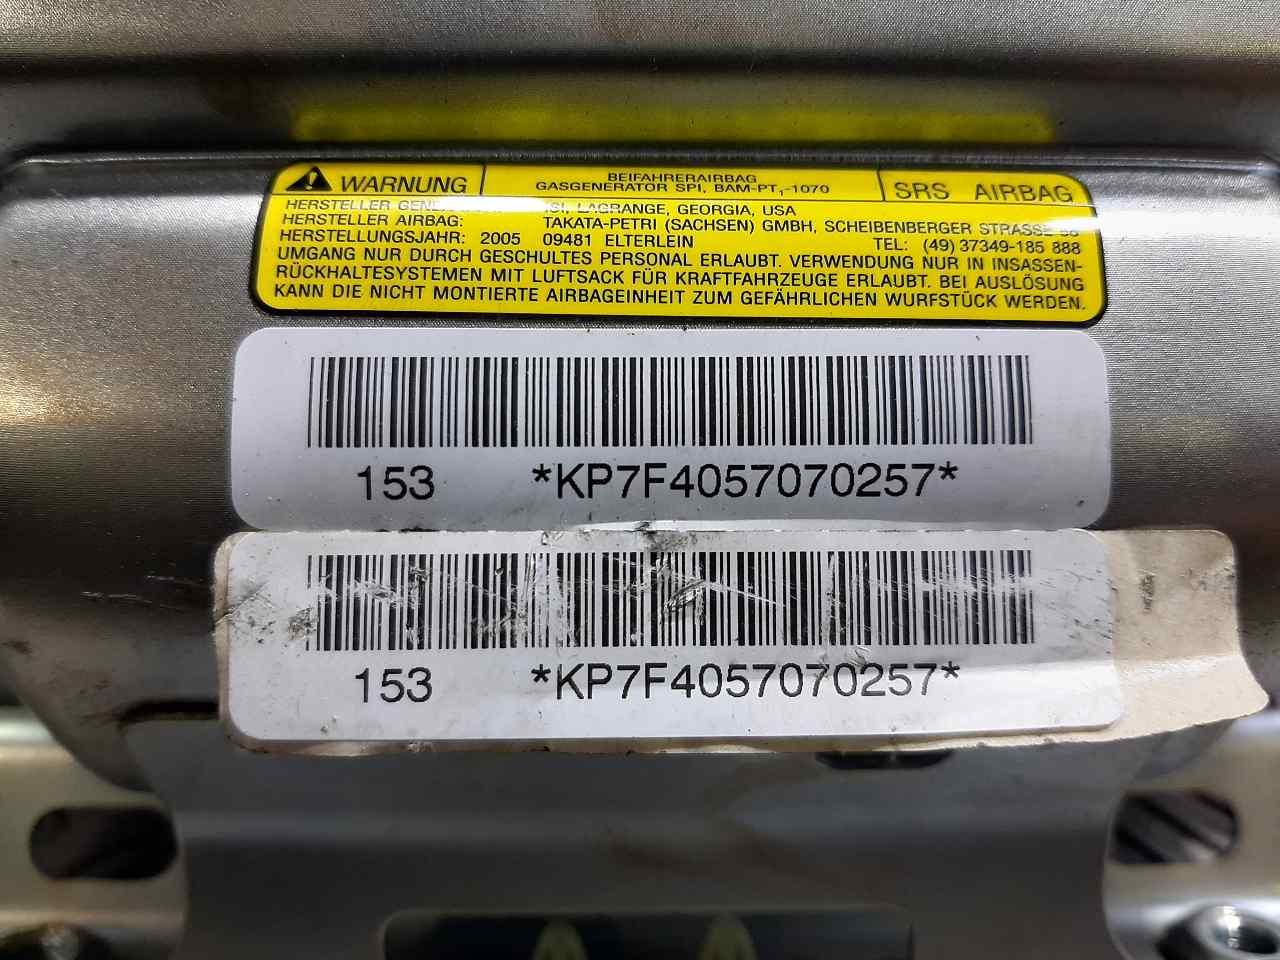 WARNUNG
BEIFAHRERAIRBAG
GASGENERATOR SPI, BAM-PT1-1070
SRS AIRBAG
HERSTELLER ISI, LAGRANGE, GEORGIA, USA
HERSTELLER AIRBAG: TAKATA-PETRI (SACHSEN) GMBH, SCHEIBENBERGER STRASSE 88
HERSTELLUNGSJAHR: 2005 09481 ELTERLEIN TEL: (49) 37349-185 888
UMGANG NUR DURCH GESCHULTES PERSONAL ERLAUBT. VERWENDUNG NUR IN INSASSEN-
RÜCKHALTESYSTEMEN MIT LUFTSACK FÜR KRAFTFAHRZEUGE ERLAUBT. BEI AUSLÖSUNG
KANN DIE NICHT MONTIERTE AIRBAGEINHEIT ZUM GEFÄHRLICHEN WURFSTÜCK WERDEN.
153 *KP7F4057070257*
153 *KP7F4057070257*